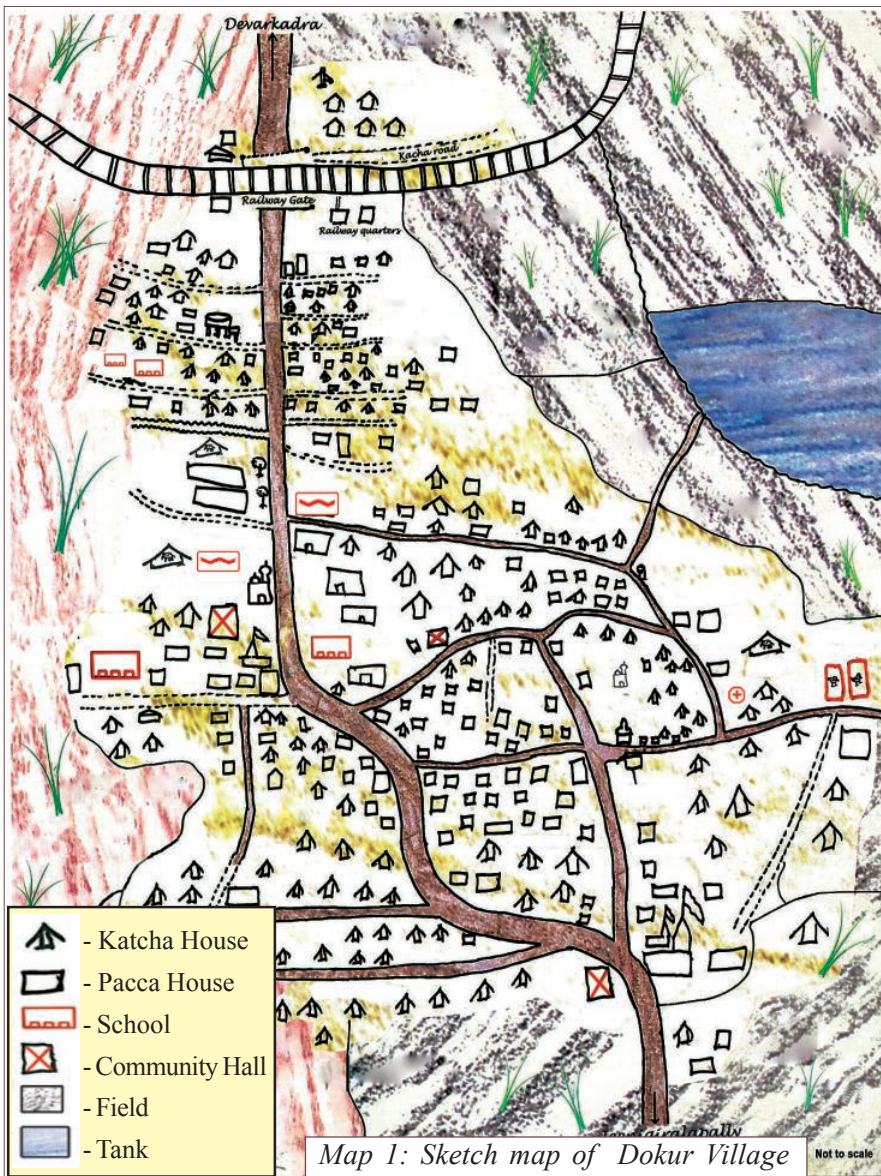 Devarkadra
Kacha road
Railway Gate
Railway quarters
- Katcha House
- Pacca House
- School
- Community Hall
- Field
- Tank
Map 1: Sketch map of Dokur Village
Not to scale